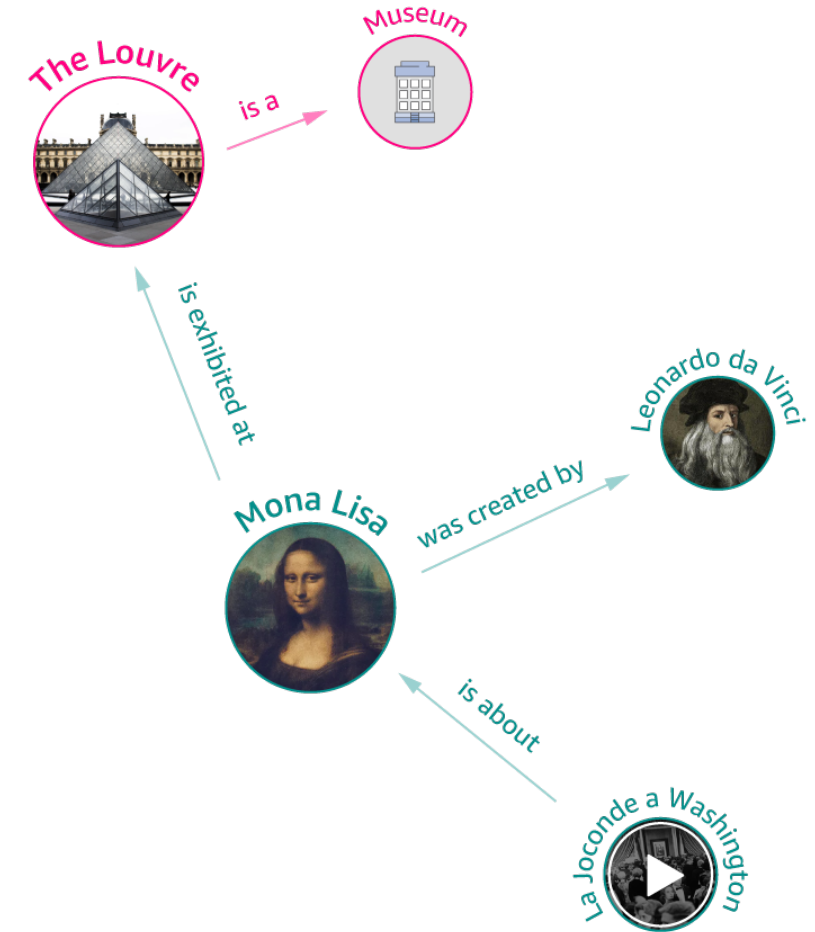 The Louvre
Museum
is a
is exhibited at
Leonardo da Vinci
was created by
Mona Lisa
is about
La Joconde a Washington